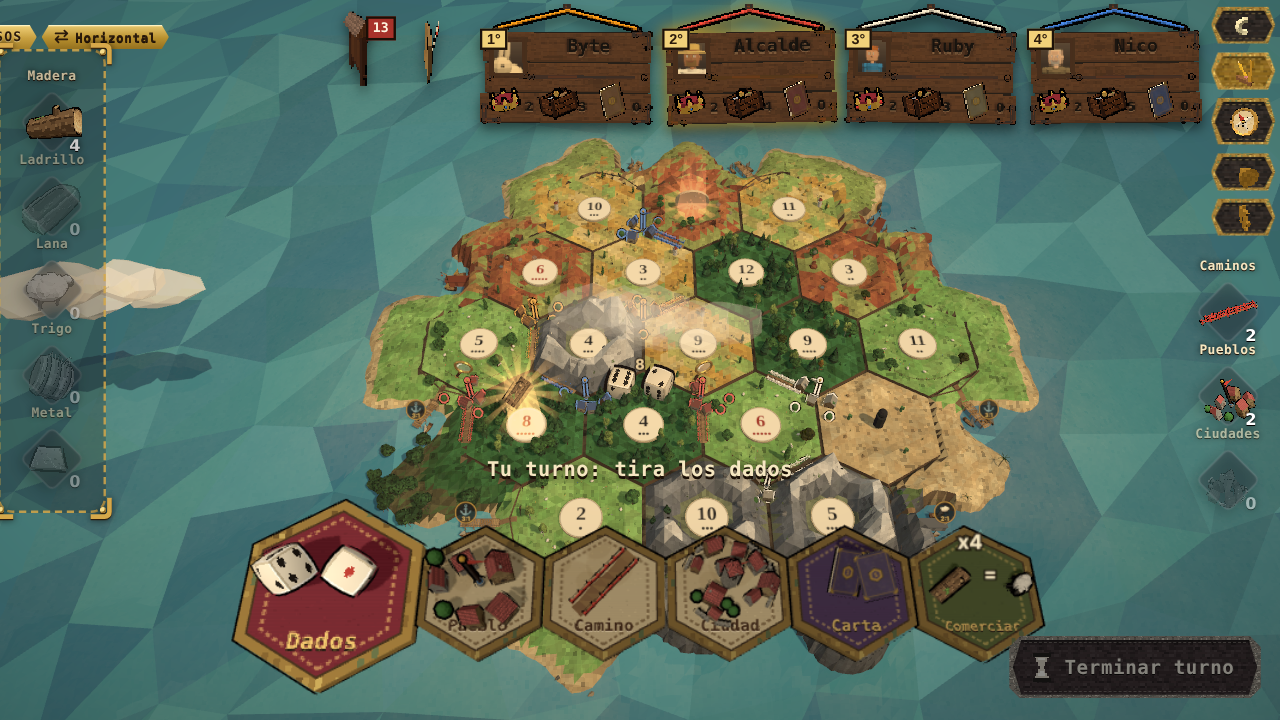 SOS
Horizontal
13
1°
Byte
2
3
0
2°
Alcalde
2
4
0
3°
Ruby
2
3
0
4°
Nico
2
5
0
Madera
4
Ladrillo
0
Lana
0
Trigo
0
Metal
0
Caminos
2
Pueblos
2
Ciudades
0
10
11
6
3
12
3
5
4
9
9
11
8
8
4
6
2
10
5
Tu turno: tira los dados
Dados
Pueblo
Camino
Ciudad
Carta
x4
=
Comerciar
Terminar turno